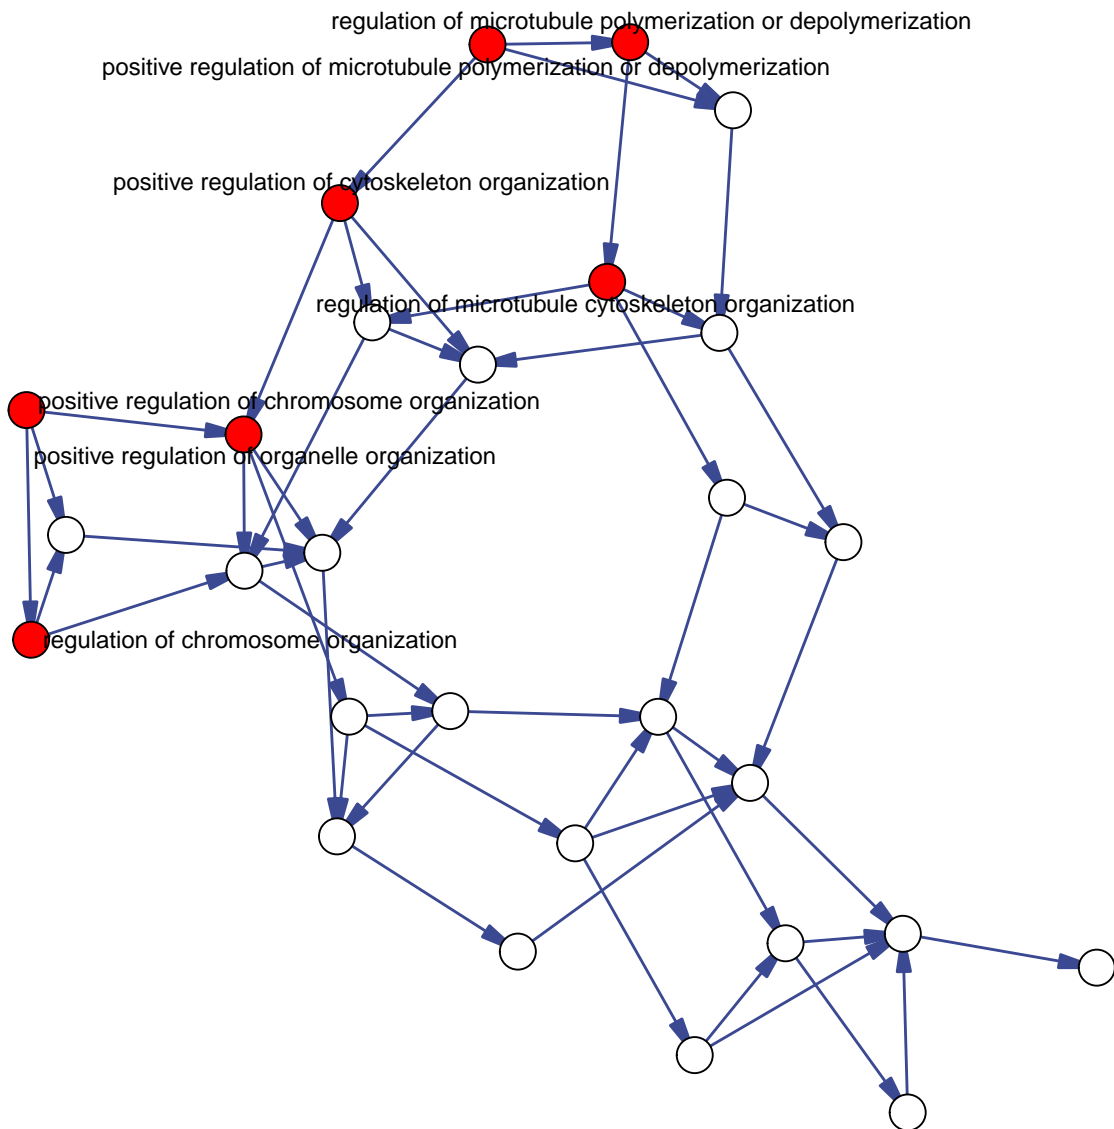 regulation of microtubule polymerization or depolymerization
positive regulation of microtubule polymerization or depolymerization
positive regulation of cytoskeleton organization
regulation of microtubule cytoskeleton organization
positive regulation of chromosome organization
positive regulation of organelle organization
regulation of chromosome organization